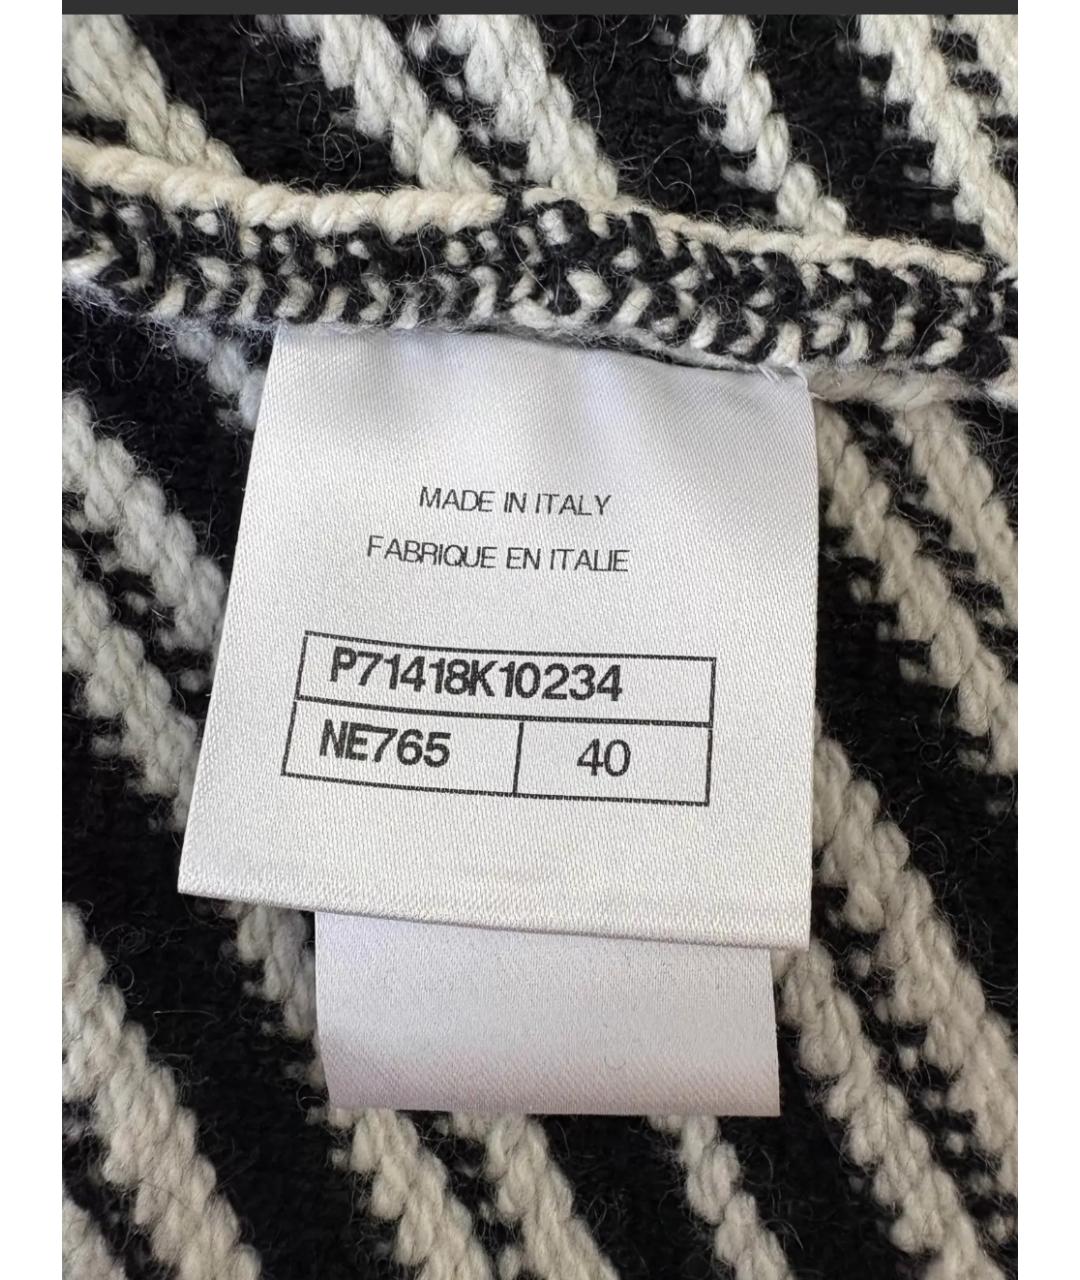 MADE IN ITALY
FABRIQUE EN ITALIE
P71418K10234
NE765 40